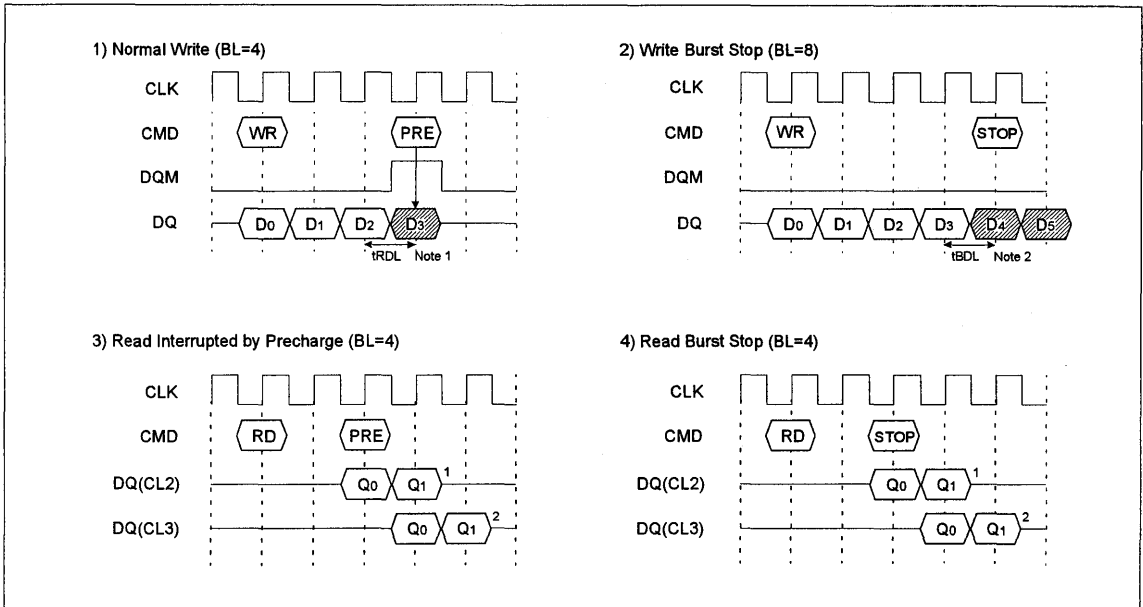 1) Normal Write (BL=4)
CLK
CMD WR PRE
DQM
DQ D0 D1 D2 D3
tRDL Note 1
2) Write Burst Stop (BL=8)
CLK
CMD WR STOP
DQM
DQ D0 D1 D2 D3 D4 D5
tBDL Note 2
3) Read Interrupted by Precharge (BL=4)
CLK
CMD RD PRE
DQ(CL2) Q0 Q1 1
DQ(CL3) Q0 Q1 2
4) Read Burst Stop (BL=4)
CLK
CMD RD STOP
DQ(CL2) Q0 Q1 1
DQ(CL3) Q0 Q1 2